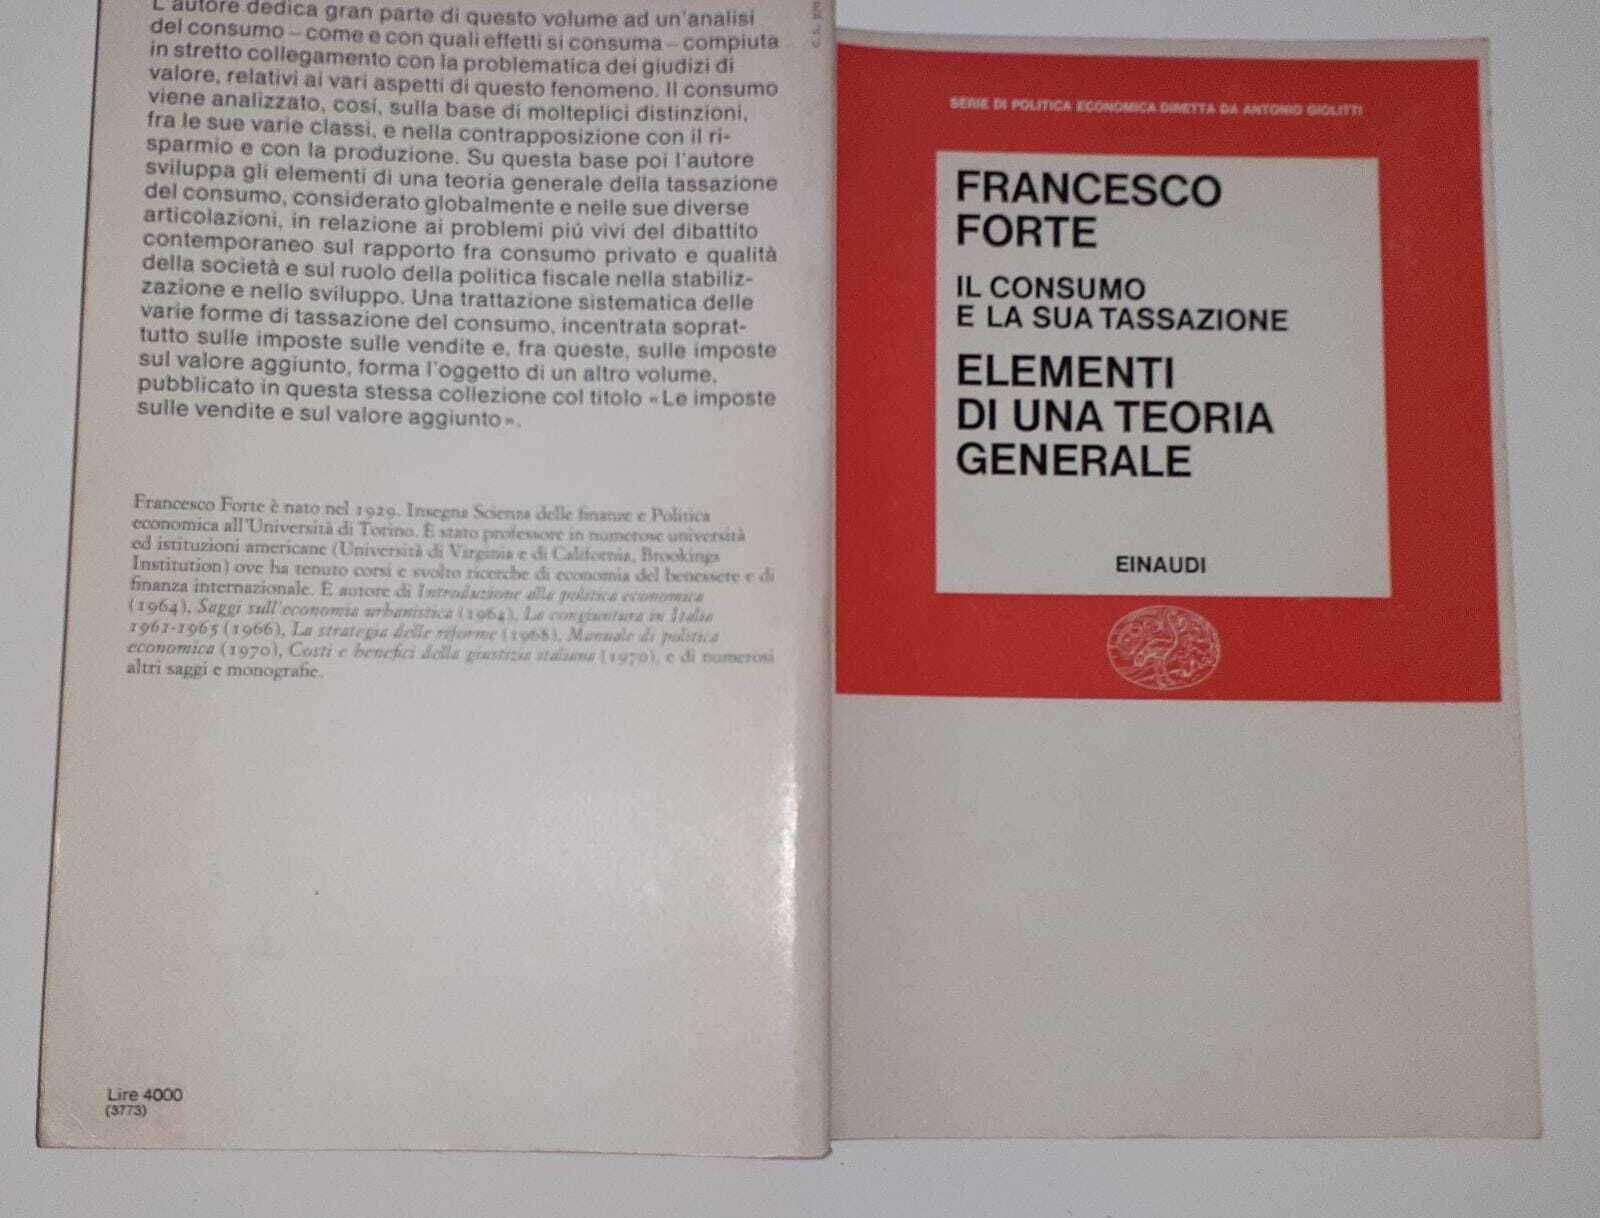 L'autore dedica gran parte di questo volume ad un'analisi
del consumo – come e con quali effetti si consuma – compiuta
in stretto collegamento con la problematica dei giudizi di
valore, relativi ai vari aspetti di questo fenomeno. Il consumo
viene analizzato, cosí, sulla base di molteplici distinzioni,
fra le sue varie classi, e nella contrapposizione con il ri-
sparmio e con la produzione. Su questa base poi l'autore
sviluppa gli elementi di una teoria generale della tassazione
del consumo, considerato globalmente e nelle sue diverse
articolazioni, in relazione ai problemi piú vivi del dibattito
contemporaneo sul rapporto fra consumo privato e qualità
della società e sul ruolo della politica fiscale nella stabiliz-
zazione e nello sviluppo. Una trattazione sistematica delle
varie forme di tassazione del consumo, incentrata soprat-
tutto sulle imposte sulle vendite e, fra queste, sulle imposte
sul valore aggiunto, forma l'oggetto di un altro volume,
pubblicato in questa stessa collezione col titolo «Le imposte
sulle vendite e sul valore aggiunto».
Francesco Forte è nato nel 1929. Insegna Scienza delle finanze e Politica
economica all'Università di Torino. È stato professore in numerose università
ed istituzioni americane (Università di Virginia e di California, Brookings
Institution) ove ha tenuto corsi e svolto ricerche di economia del benessere e di
finanza internazionale. È autore di Introduzione alla politica economica
(1964), Saggi sull'economia urbanistica (1964), La congiuntura in Italia
1961-1965 (1966), La strategia delle riforme (1968), Manuale di politica
economica (1970), Costi e benefici della giustizia italiana (1970), e di numerosi
altri saggi e monografie.
Lire 4000
(3773)
SERIE DI POLITICA ECONOMICA DIRETTA DA ANTONIO GIOLITTI
FRANCESCO
FORTE
IL CONSUMO
E LA SUA TASSAZIONE
ELEMENTI
DI UNA TEORIA
GENERALE
EINAUDI